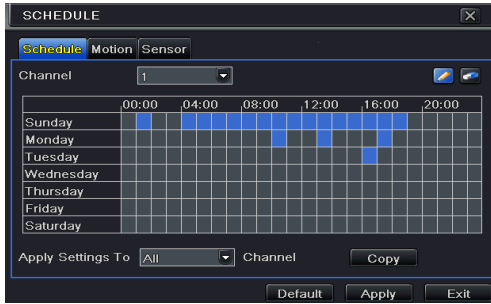 SCHEDULE
Schedule Motion Sensor
Channel 1
00:00 04:00 08:00 12:00 16:00 20:00
Sunday
Monday
Tuesday
Wednesday
Thursday
Friday
Saturday
Apply Settings To All Channel Copy
Default Apply Exit